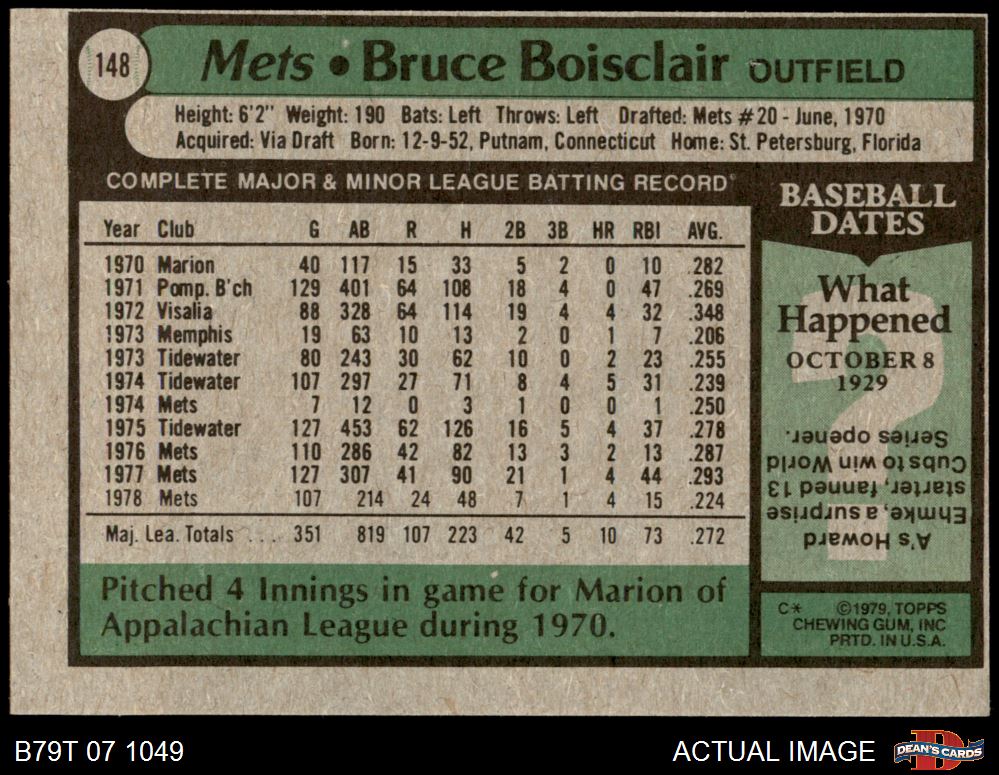 148
Mets • Bruce Boisclair OUTFIELD
Height: 6'2" Weight: 190 Bats: Left Throws: Left Drafted: Mets #20 - June, 1970
Acquired: Via Draft Born: 12-9-52, Putnam, Connecticut Home: St. Petersburg, Florida
COMPLETE MAJOR & MINOR LEAGUE BATTING RECORD
Year Club G AB R H 2B 3B HR RBI AVG.
1970 Marion 40 117 15 33 5 2 0 10 .282
1971 Pomp. B'ch 129 401 64 108 18 4 0 47 .269
1972 Visalia 88 328 64 114 19 4 4 32 .348
1973 Memphis 19 63 10 13 2 0 1 7 .206
1973 Tidewater 80 243 30 62 10 0 2 23 .255
1974 Tidewater 107 297 27 71 8 4 5 31 .239
1974 Mets 7 12 0 3 1 0 0 1 .250
1975 Tidewater 127 453 62 126 16 5 4 37 .278
1976 Mets 110 286 42 82 13 3 2 13 .287
1977 Mets 127 307 41 90 21 1 4 44 .293
1978 Mets 107 214 24 48 7 1 4 15 .224
Maj. Lea. Totals ... 351 819 107 223 42 5 10 73 .272
Pitched 4 Innings in game for Marion of
Appalachian League during 1970.
BASEBALL
DATES
What
Happened
OCTOBER 8
1929
?
A's Howard
Ehmke, a surprise
starter, fanned 13
Cubs to win World
Series opener.
C* ©1979, TOPPS
CHEWING GUM, INC
PRTD. IN U.S.A.
B79T 07 1049
ACTUAL IMAGE
D
DEAN'S CARDS